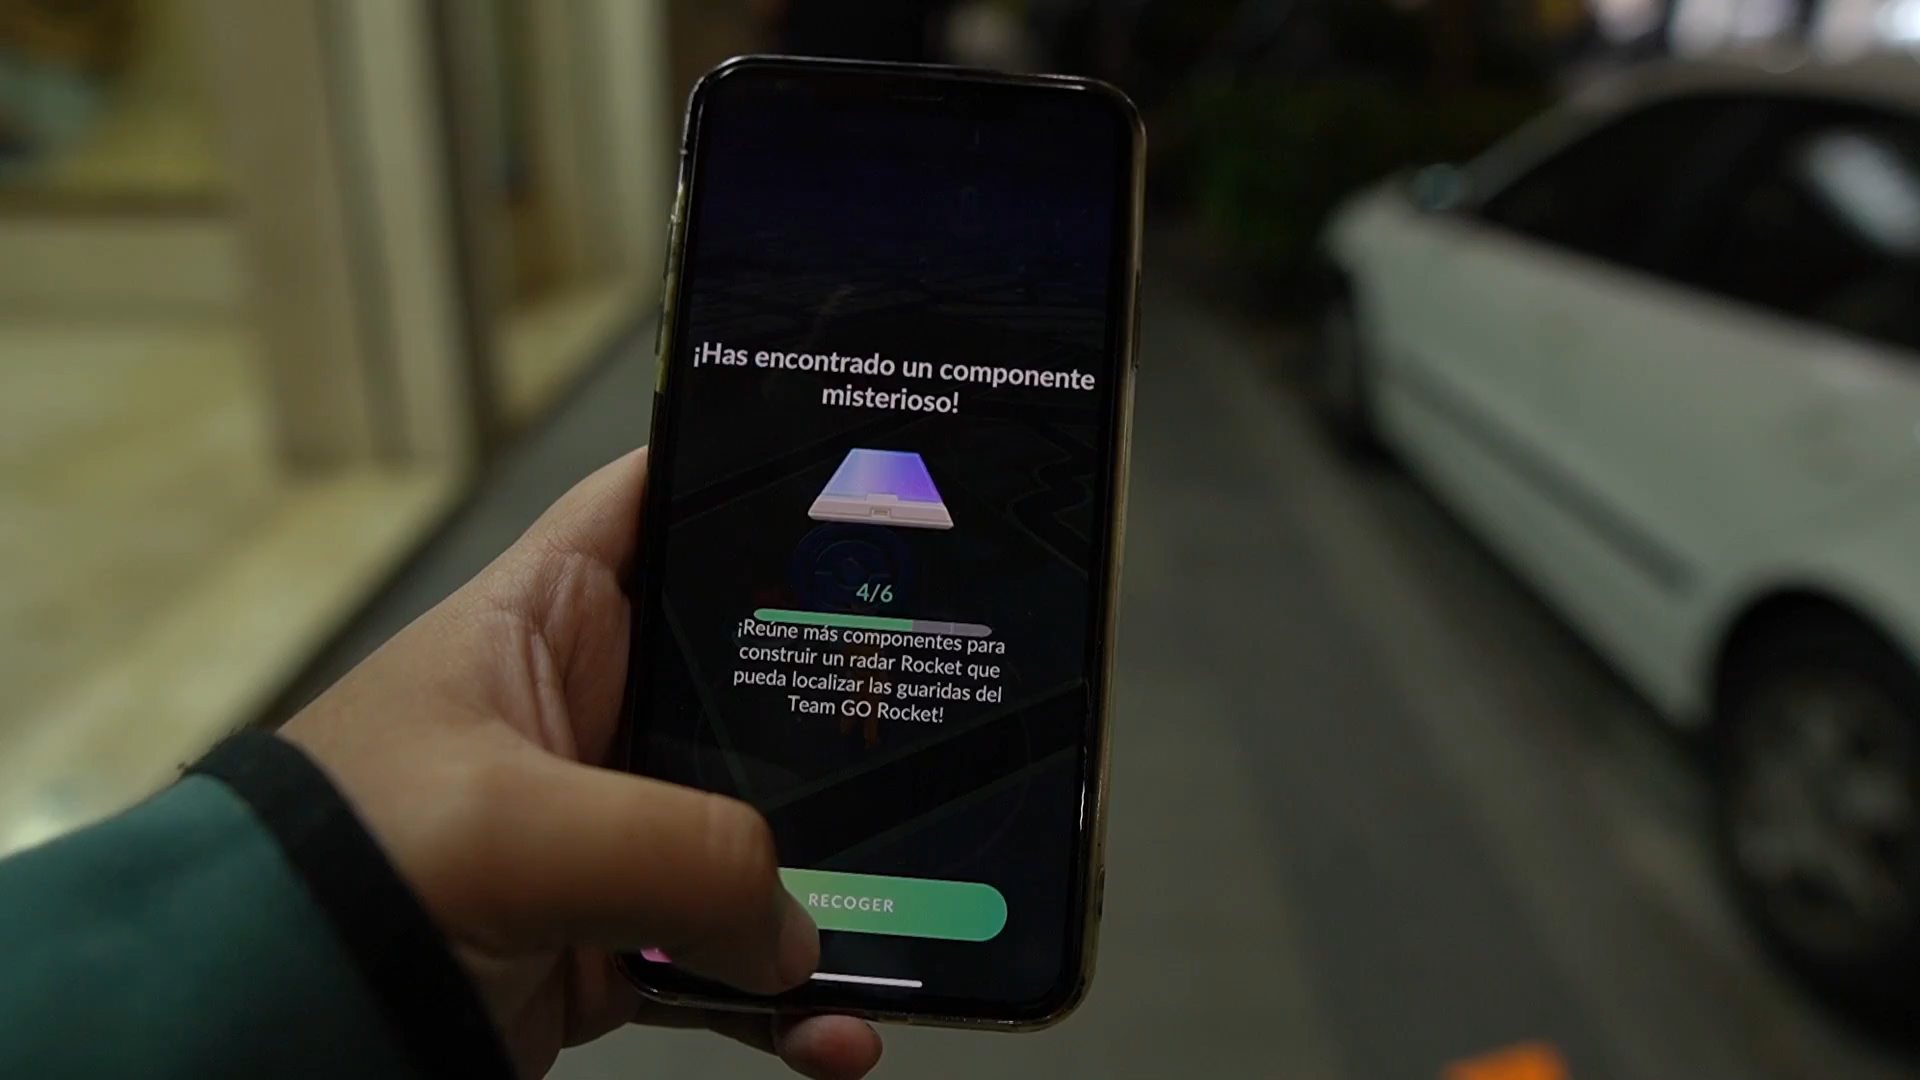 ¡Has encontrado un componente
misterioso!
4/6
¡Reúne más componentes para
construir un radar Rocket que
pueda localizar las guaridas del
Team GO Rocket!
RECOGER